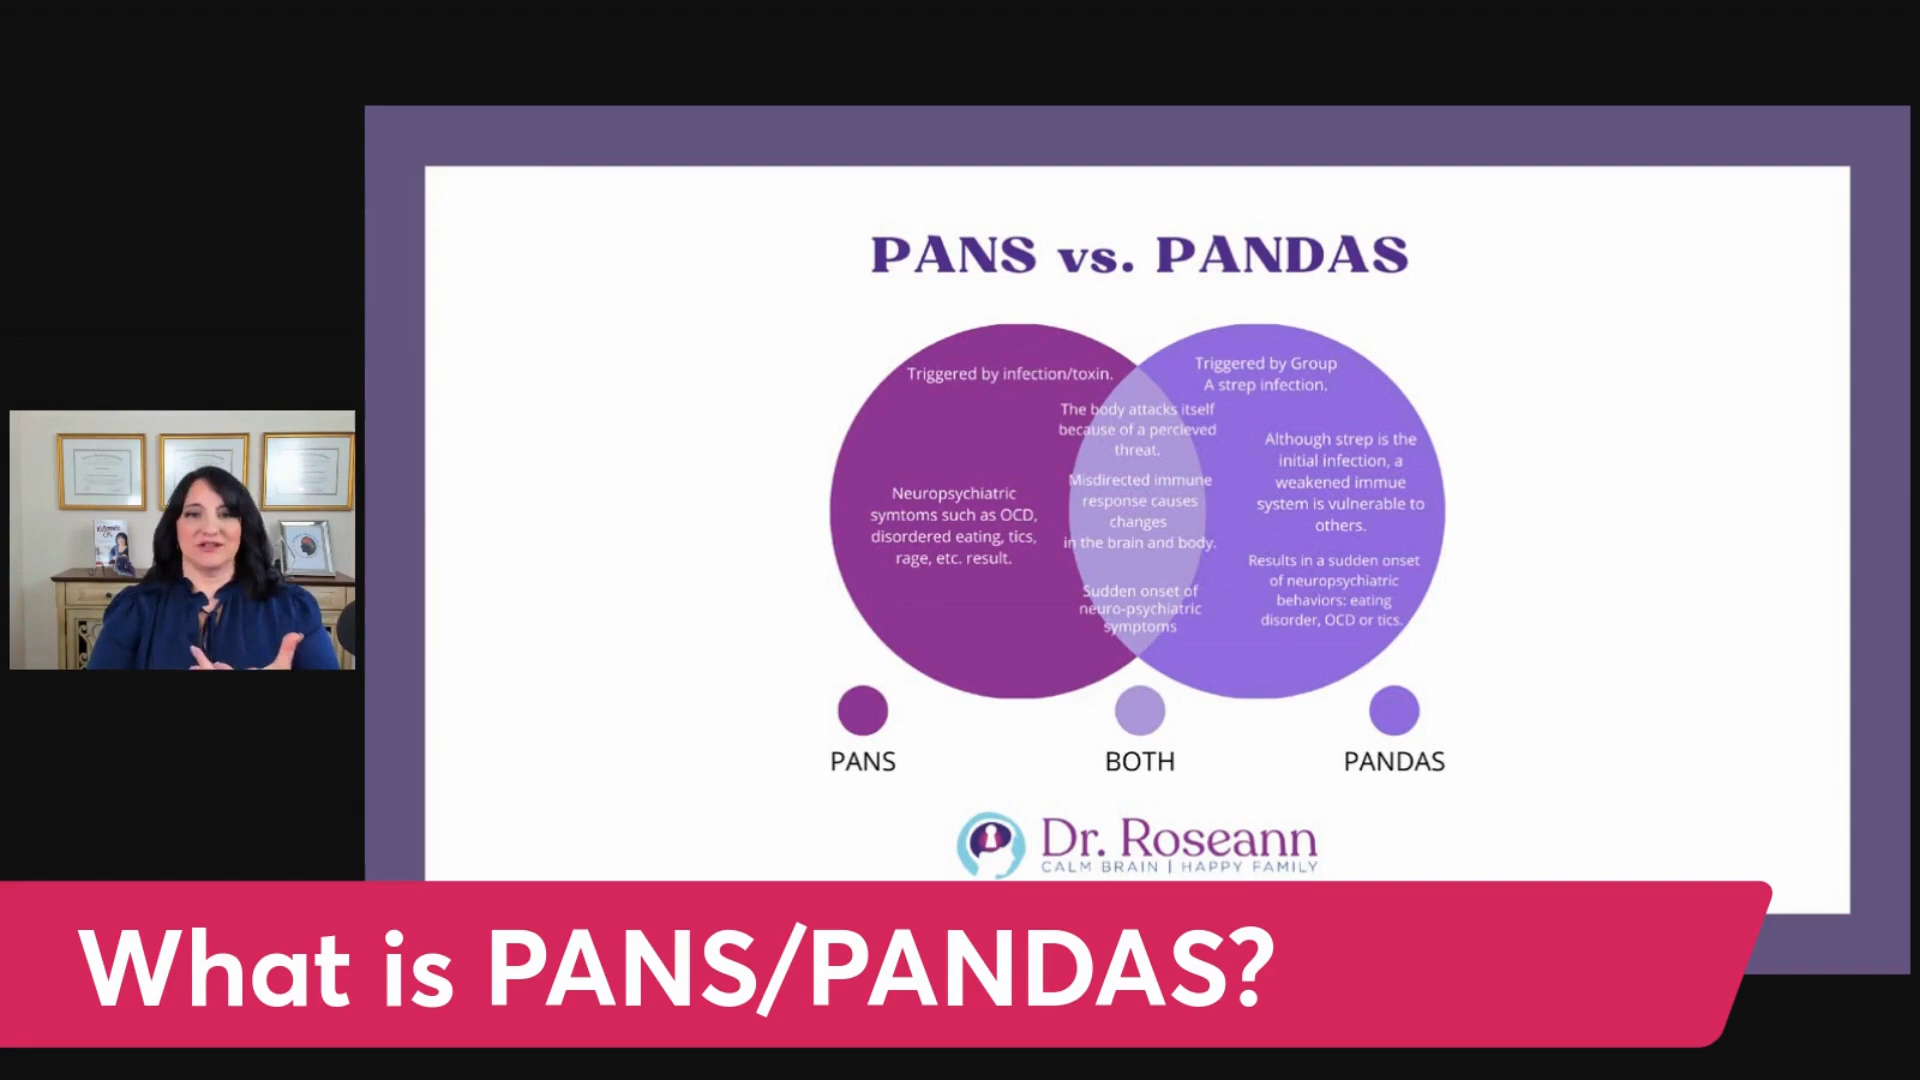 PANS vs. PANDAS
Triggered by infection/toxin.
Neuropsychiatric
symtoms such as OCD,
disordered eating, tics,
rage, etc. result.
The body attacks itself
because of a percieved
threat.
Misdirected immune
response causes
changes
in the brain and body.
Sudden onset of
neuro-psychiatric
symptoms
Triggered by Group
A strep infection.
Although strep is the
initial infection, a
weakened immue
system is vulnerable to
others.
Results in a sudden onset
of neuropsychiatric
behaviors: eating
disorder, OCD or tics.
PANS
BOTH
PANDAS
Dr. Roseann
CALM BRAIN | HAPPY FAMILY
What is PANS/PANDAS?